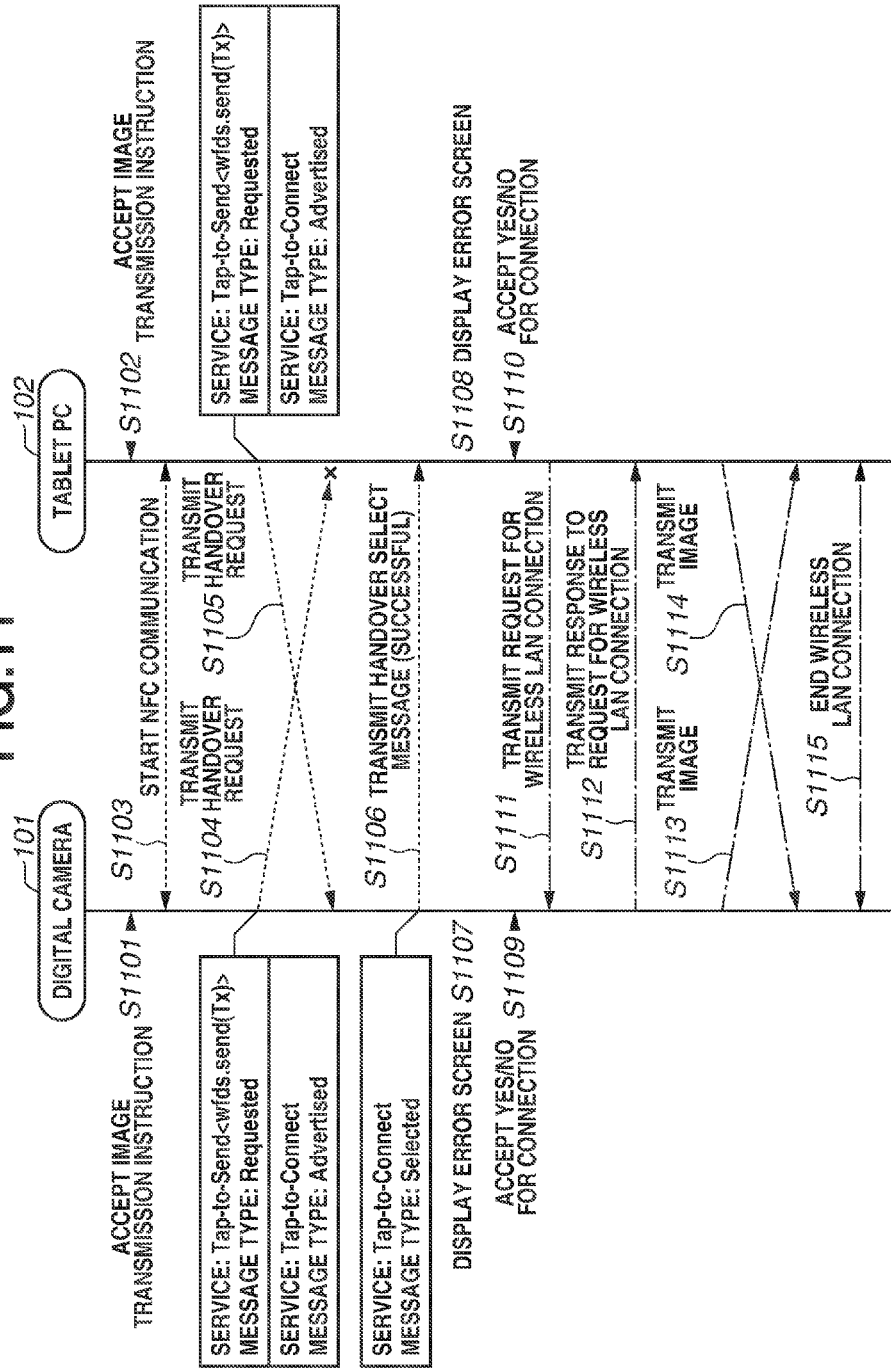 FIG.11
101
DIGITAL CAMERA
102
TABLET PC
ACCEPT IMAGE
TRANSMISSION INSTRUCTION
S1101
S1102
ACCEPT IMAGE
TRANSMISSION INSTRUCTION
S1103
START NFC COMMUNICATION
TRANSMIT
HANDOVER
REQUEST
S1104
TRANSMIT
HANDOVER
REQUEST
S1105
SERVICE: Tap-to-Send<wfds.send(Tx)>
MESSAGE TYPE: Requested
SERVICE: Tap-to-Connect
MESSAGE TYPE: Advertised
SERVICE: Tap-to-Send<wfds.send(Tx)>
MESSAGE TYPE: Requested
SERVICE: Tap-to-Connect
MESSAGE TYPE: Advertised
×
S1106 TRANSMIT HANDOVER SELECT
MESSAGE (SUCCESSFUL)
SERVICE: Tap-to-Connect
MESSAGE TYPE: Selected
DISPLAY ERROR SCREEN S1107
S1108 DISPLAY ERROR SCREEN
ACCEPT YES/NO
FOR CONNECTION
S1109
S1110 ACCEPT YES/NO
FOR CONNECTION
S1111
TRANSMIT REQUEST FOR
WIRELESS LAN CONNECTION
S1112
TRANSMIT RESPONSE TO
REQUEST FOR WIRELESS
LAN CONNECTION
S1113
TRANSMIT
IMAGE
S1114
TRANSMIT
IMAGE
S1115
END WIRELESS
LAN CONNECTION